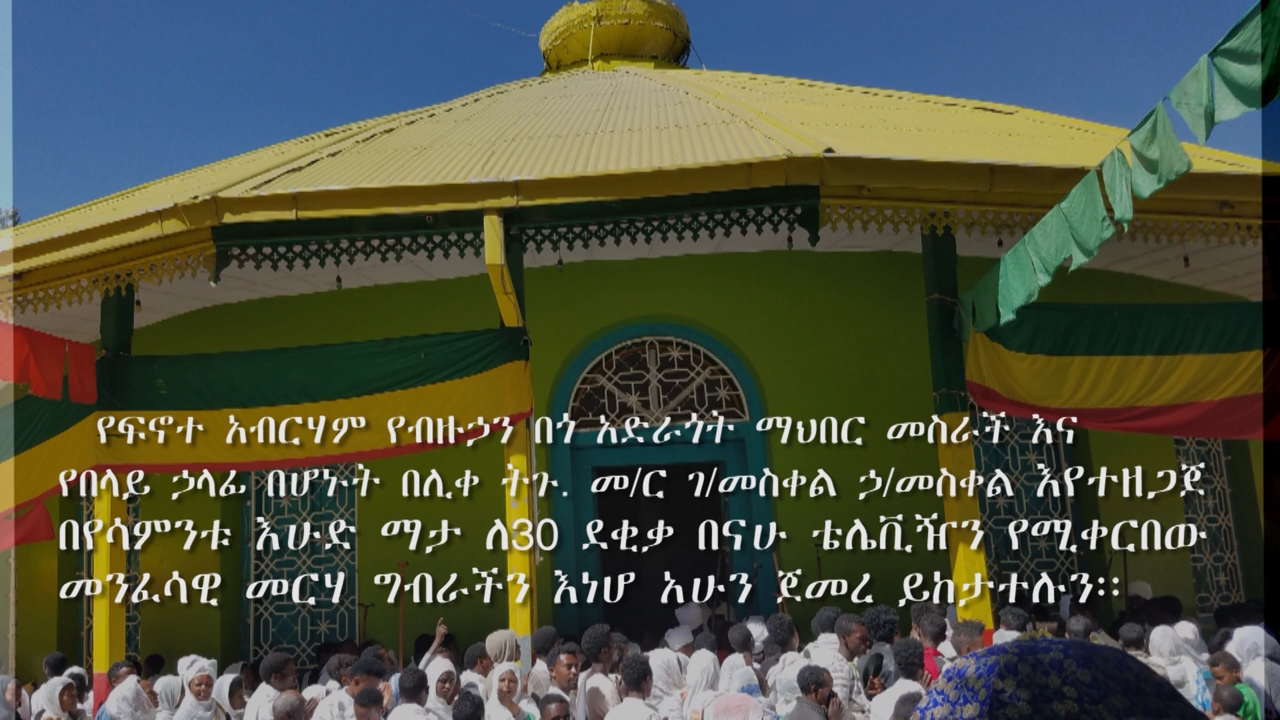 የፍኖተ አብርሃም የብዙኃን በጎ አድራጎት ማህበር መስራች እና
የበላይ ኃላፊ በሆኑት በሊቀ ትጉ. መ/ር ገ/መስቀል ኃ/መስቀል እየተዘጋጀ
በየሳምንቱ እሁድ ማታ ለ30 ደቂቃ በናሁ ቴሌቪዥን የሚቀርበው
መንፈሳዊ መርሃ ግብራችን እነሆ አሁን ጀመረ ይከታተሉን፡፡